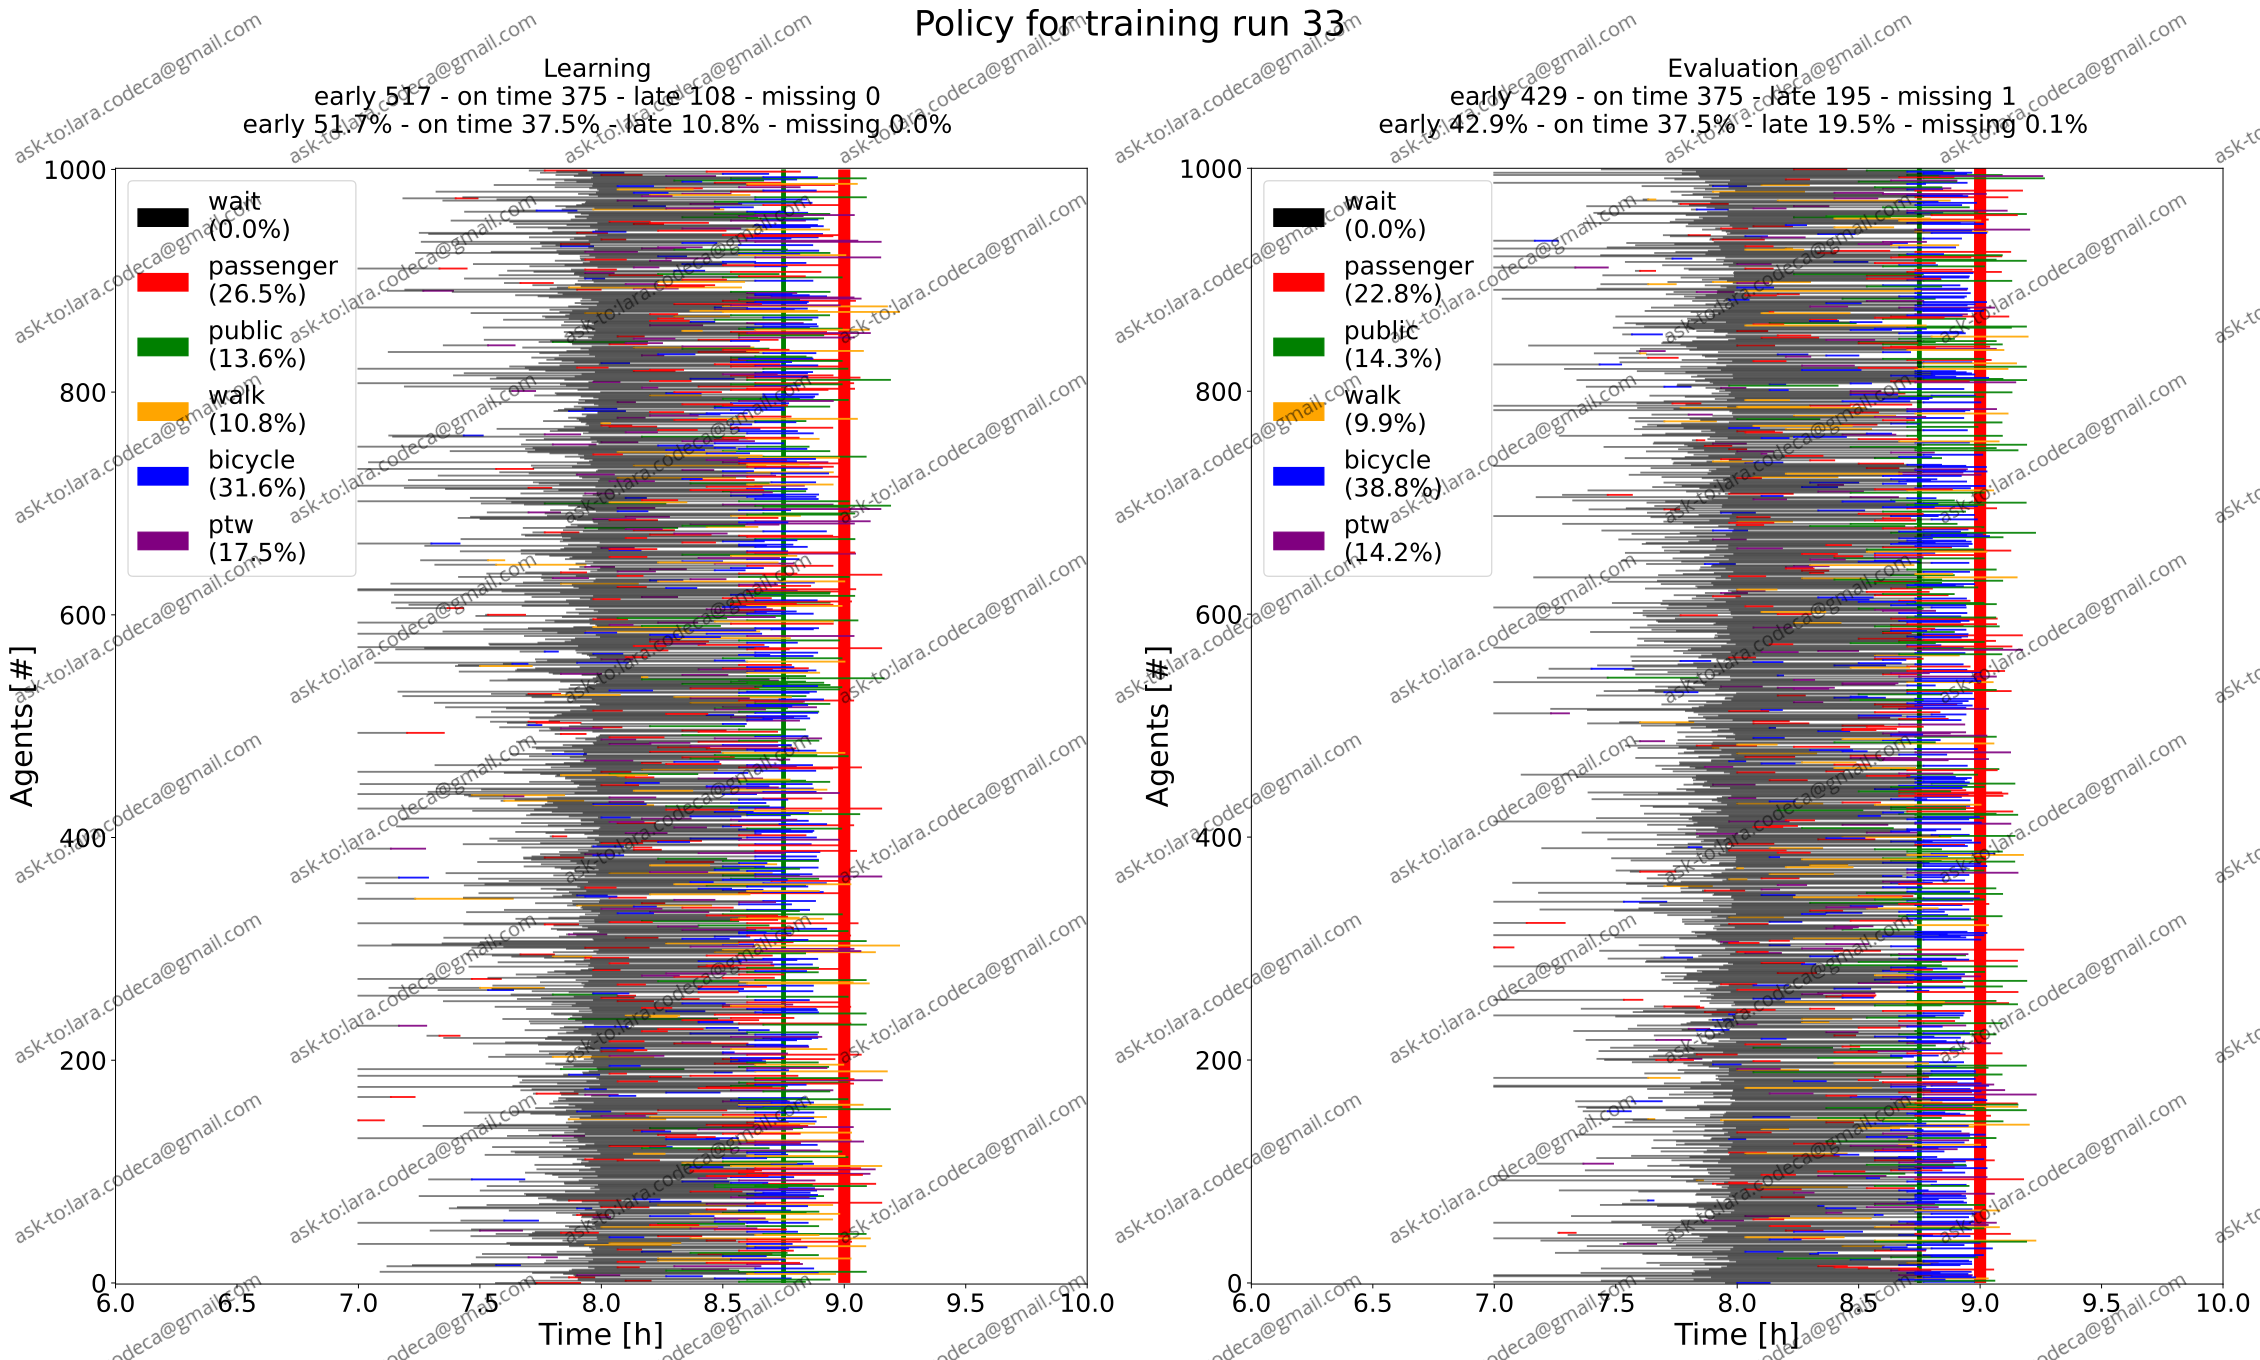 Policy for training run 33
Learning
early 517 - on time 375 - late 108 - missing 0
early 51.7% - on time 37.5% - late 10.8% - missing 0.0%
1000
800
600
400
200
0
Agents [#]
wait
(0.0%)
passenger
(26.5%)
public
(13.6%)
walk
(10.8%)
bicycle
(31.6%)
ptw
(17.5%)
6.0 6.5 7.0 7.5 8.0 8.5 9.0 9.5 10.0
Time [h]
Evaluation
early 429 - on time 375 - late 195 - missing 1
early 42.9% - on time 37.5% - late 19.5% - missing 0.1%
1000
800
600
400
200
0
Agents [#]
wait
(0.0%)
passenger
(22.8%)
public
(14.3%)
walk
(9.9%)
bicycle
(38.8%)
ptw
(14.2%)
6.0 6.5 7.0 7.5 8.0 8.5 9.0 9.5 10.0
Time [h]
ask-to:lara.codeca@gmail.com